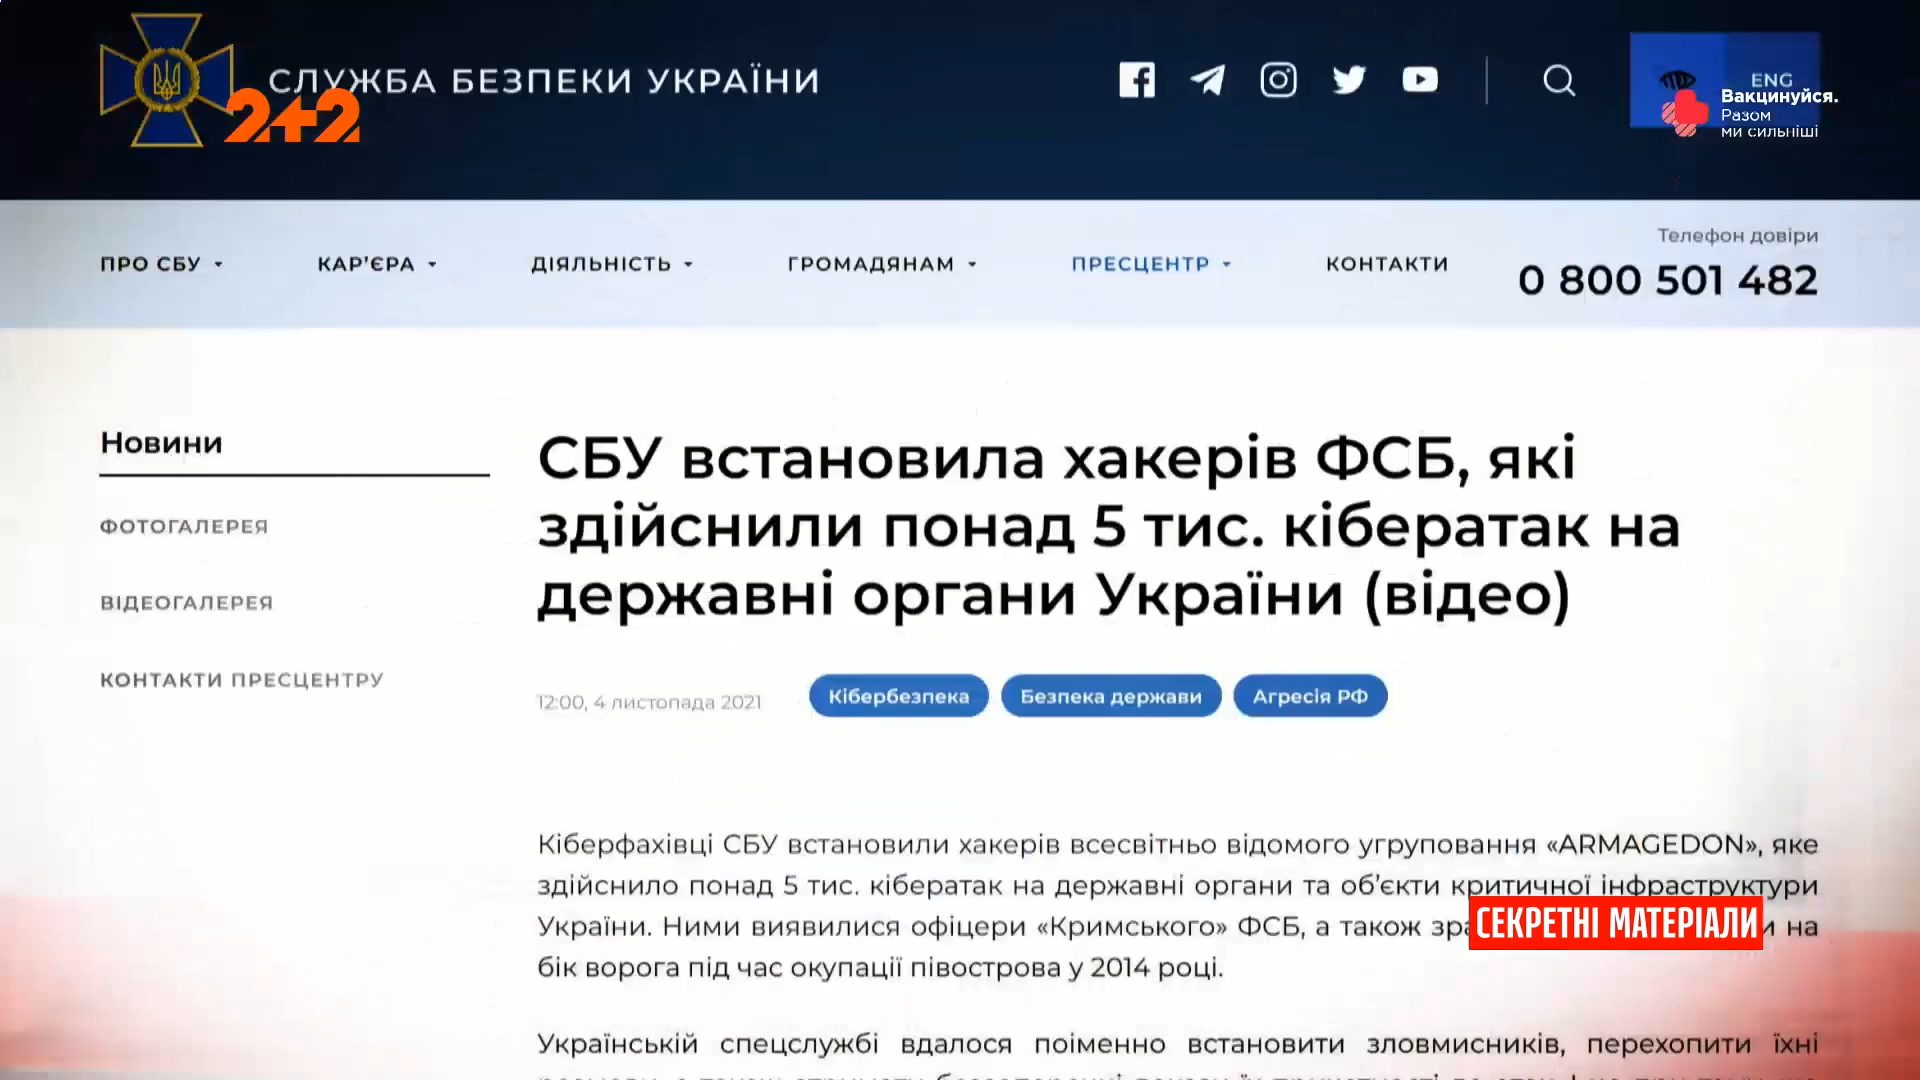 СЛУЖБА БЕЗПЕКИ УКРАЇНИ
2+2
ENG
Вакцинуйся.
Разом
ми сильніші
ПРО СБУ
КАР'ЄРА
ДІЯЛЬНІСТЬ
ГРОМАДЯНАМ
ПРЕСЦЕНТР
КОНТАКТИ
Телефон довіри
0 800 501 482
Новини
ФОТОГАЛЕРЕЯ
ВІДЕОГАЛЕРЕЯ
КОНТАКТИ ПРЕСЦЕНТРУ
СБУ встановила хакерів ФСБ, які
здійснили понад 5 тис. кібератак на
державні органи України (відео)
12:00, 4 листопада 2021
Кібербезпека
Безпека держави
Агресія РФ
Кіберфахівці СБУ встановили хакерів всесвітньо відомого угруповання «ARMAGEDON», яке
здійснило понад 5 тис. кібератак на державні органи та об'єкти критичної інфраструктури
України. Ними виявилися офіцери «Кримського» ФСБ, а також на
бік ворога під час окупації півострова у 2014 році.
СЕКРЕТНІ МАТЕРІАЛИ
Українській спецслужбі вдалося поіменно встановити зловмисників, перехопити їхні